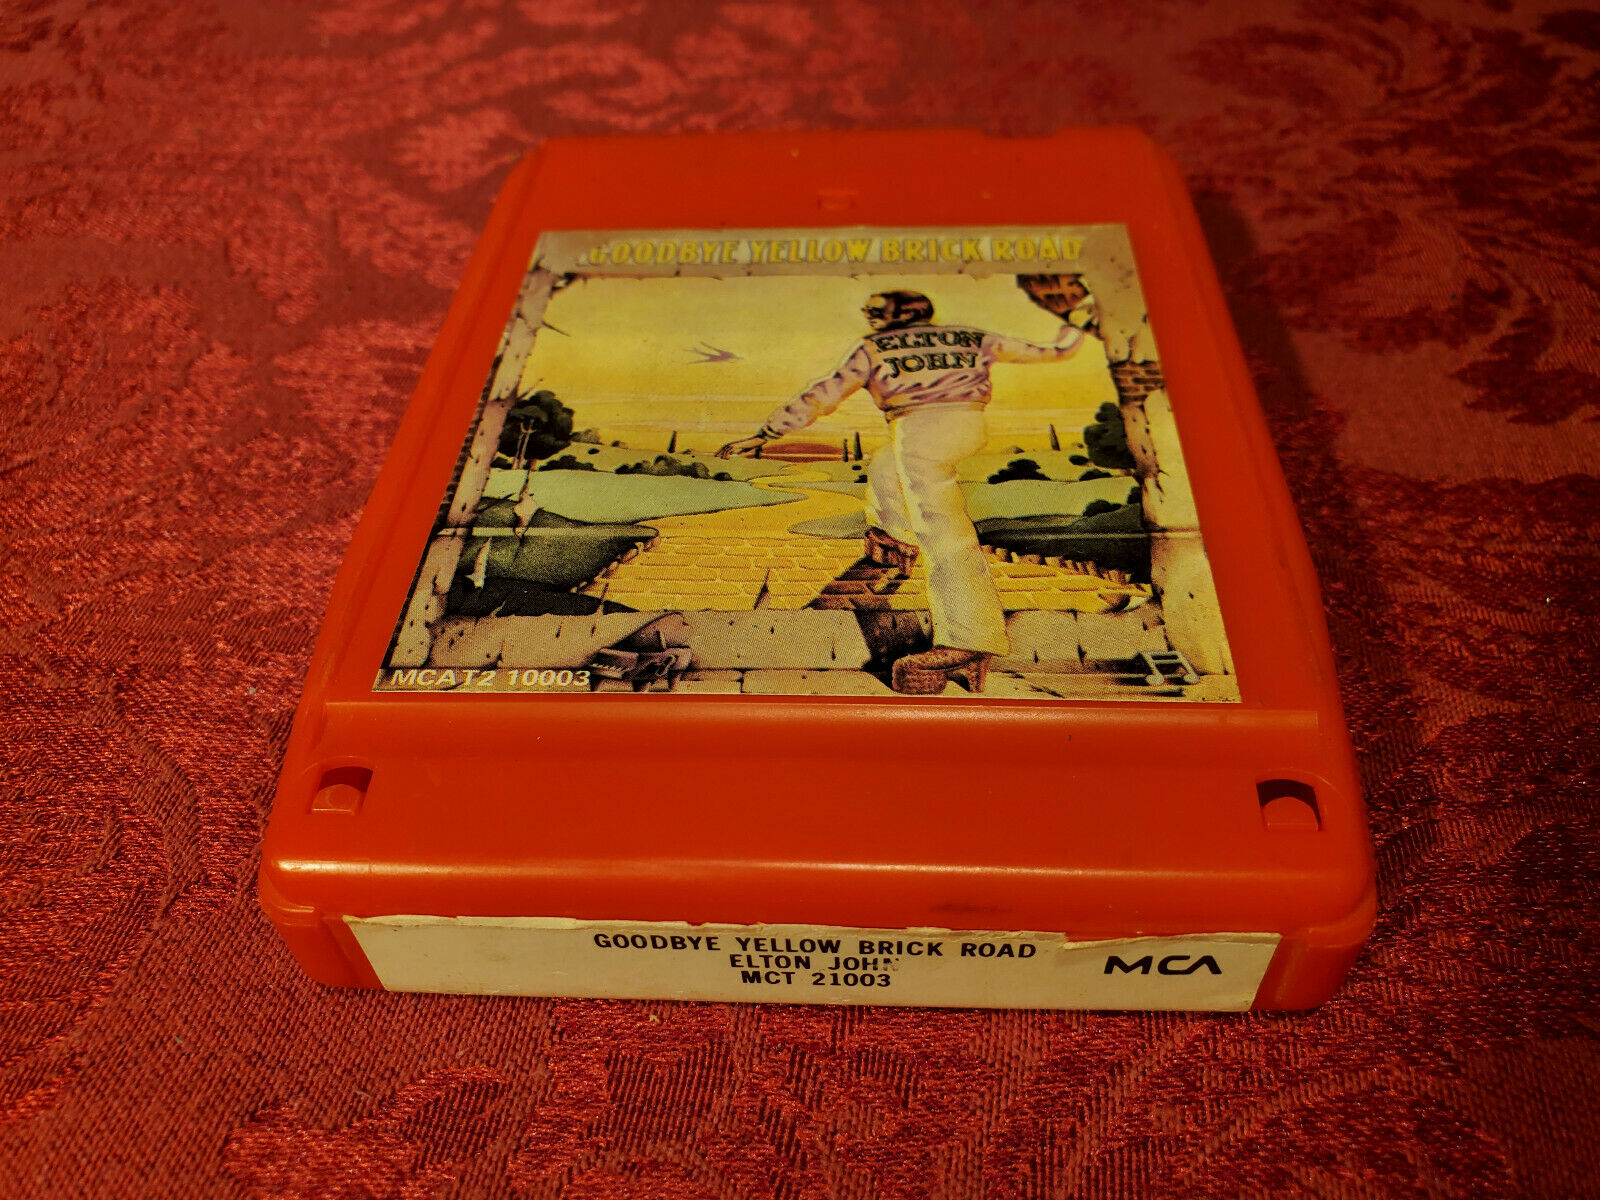 GOODBYE YELLOW BRICK ROAD
ELTON
JOHN
MCAT2 10003
GOODBYE YELLOW BRICK ROAD
ELTON JOHN
MCT 21003
MCA